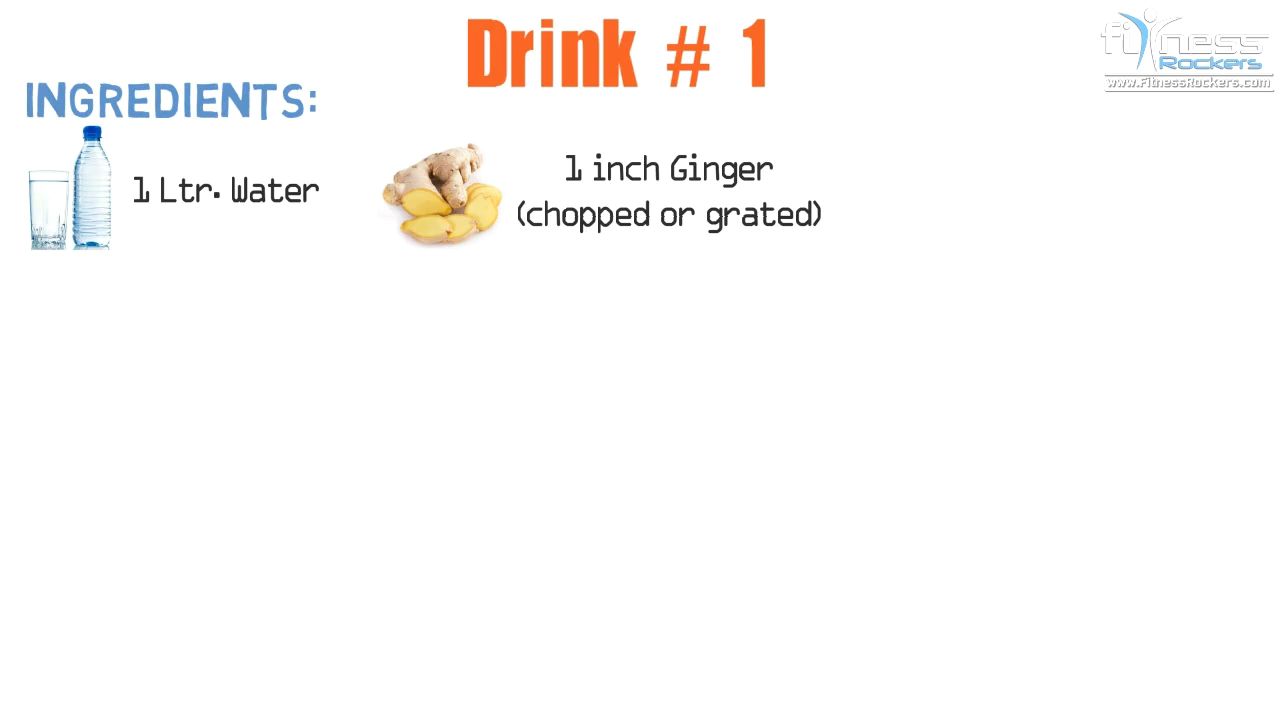 Drink # 1
fitness
Rockers
www.FitnessRockers.com
INGREDIENTS:
1 Ltr. Water
1 inch Ginger
(chopped or grated)